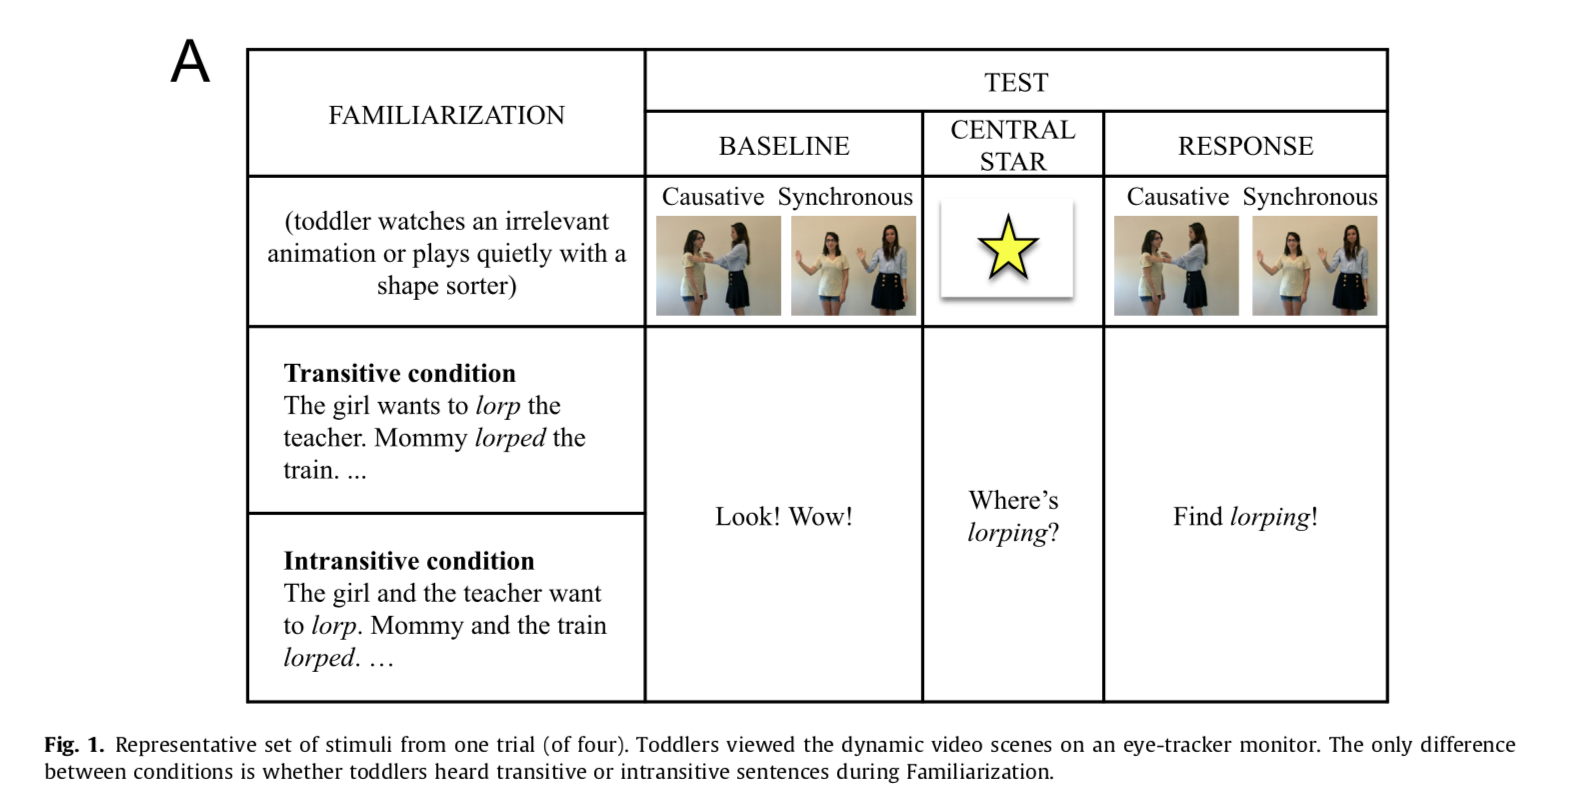 A
FAMILIARIZATION
TEST
BASELINE
CENTRAL
STAR
RESPONSE
(toddler watches an irrelevant
animation or plays quietly with a
shape sorter)
Causative Synchronous
Causative Synchronous
Transitive condition
The girl wants to lorp the
teacher. Mommy lorped the
train. ...
Intransitive condition
The girl and the teacher want
to lorp. Mommy and the train
lorped. …
Look! Wow!
Where’s
lorping?
Find lorping!
Fig. 1. Representative set of stimuli from one trial (of four). Toddlers viewed the dynamic video scenes on an eye-tracker monitor. The only difference
between conditions is whether toddlers heard transitive or intransitive sentences during Familiarization.